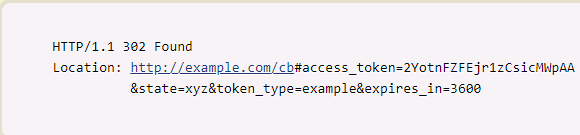 HTTP/1.1 302 Found
Location: http://example.com/cb#access_token=2YotnFZFEjr1zCsicMWpAA
&state=xyz&token_type=example&expires_in=3600